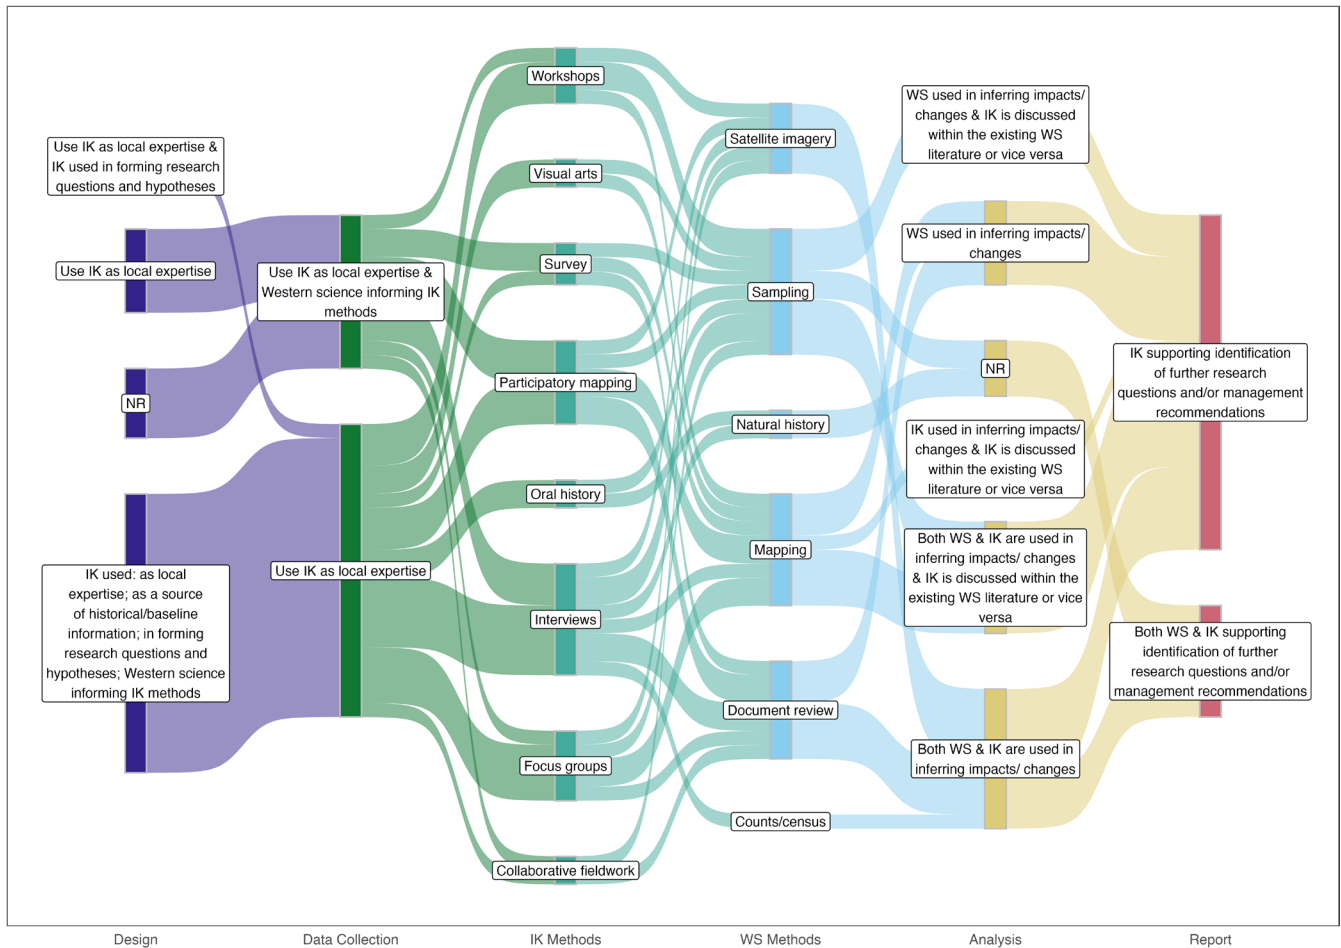 Use IK as local expertise &
IK used in forming research
questions and hypotheses
Use IK as local expertise
NR
IK used: as local
expertise; as a source
of historical/baseline
information; in forming
research questions and
hypotheses; Western science
informing IK methods
Use IK as local expertise &
Western science informing IK
methods
Use IK as local expertise
Workshops
Visual arts
Survey
Participatory mapping
Oral history
Interviews
Focus groups
Collaborative fieldwork
Satellite imagery
Sampling
Natural history
Mapping
Document review
Counts/census
WS used in inferring impacts/
changes & IK is discussed
within the existing WS
literature or vice versa
WS used in inferring impacts/
changes
NR
IK used in inferring impacts/
changes & IK is discussed
within the existing WS
literature or vice versa
Both WS & IK are used in
inferring impacts/ changes
& IK is discussed within the
existing WS literature or vice
versa
Both WS & IK are used in
inferring impacts/ changes
IK supporting identification
of further research
questions and/or management
recommendations
Both WS & IK supporting
identification of further
research questions and/or
management recommendations
Design
Data Collection
IK Methods
WS Methods
Analysis
Report